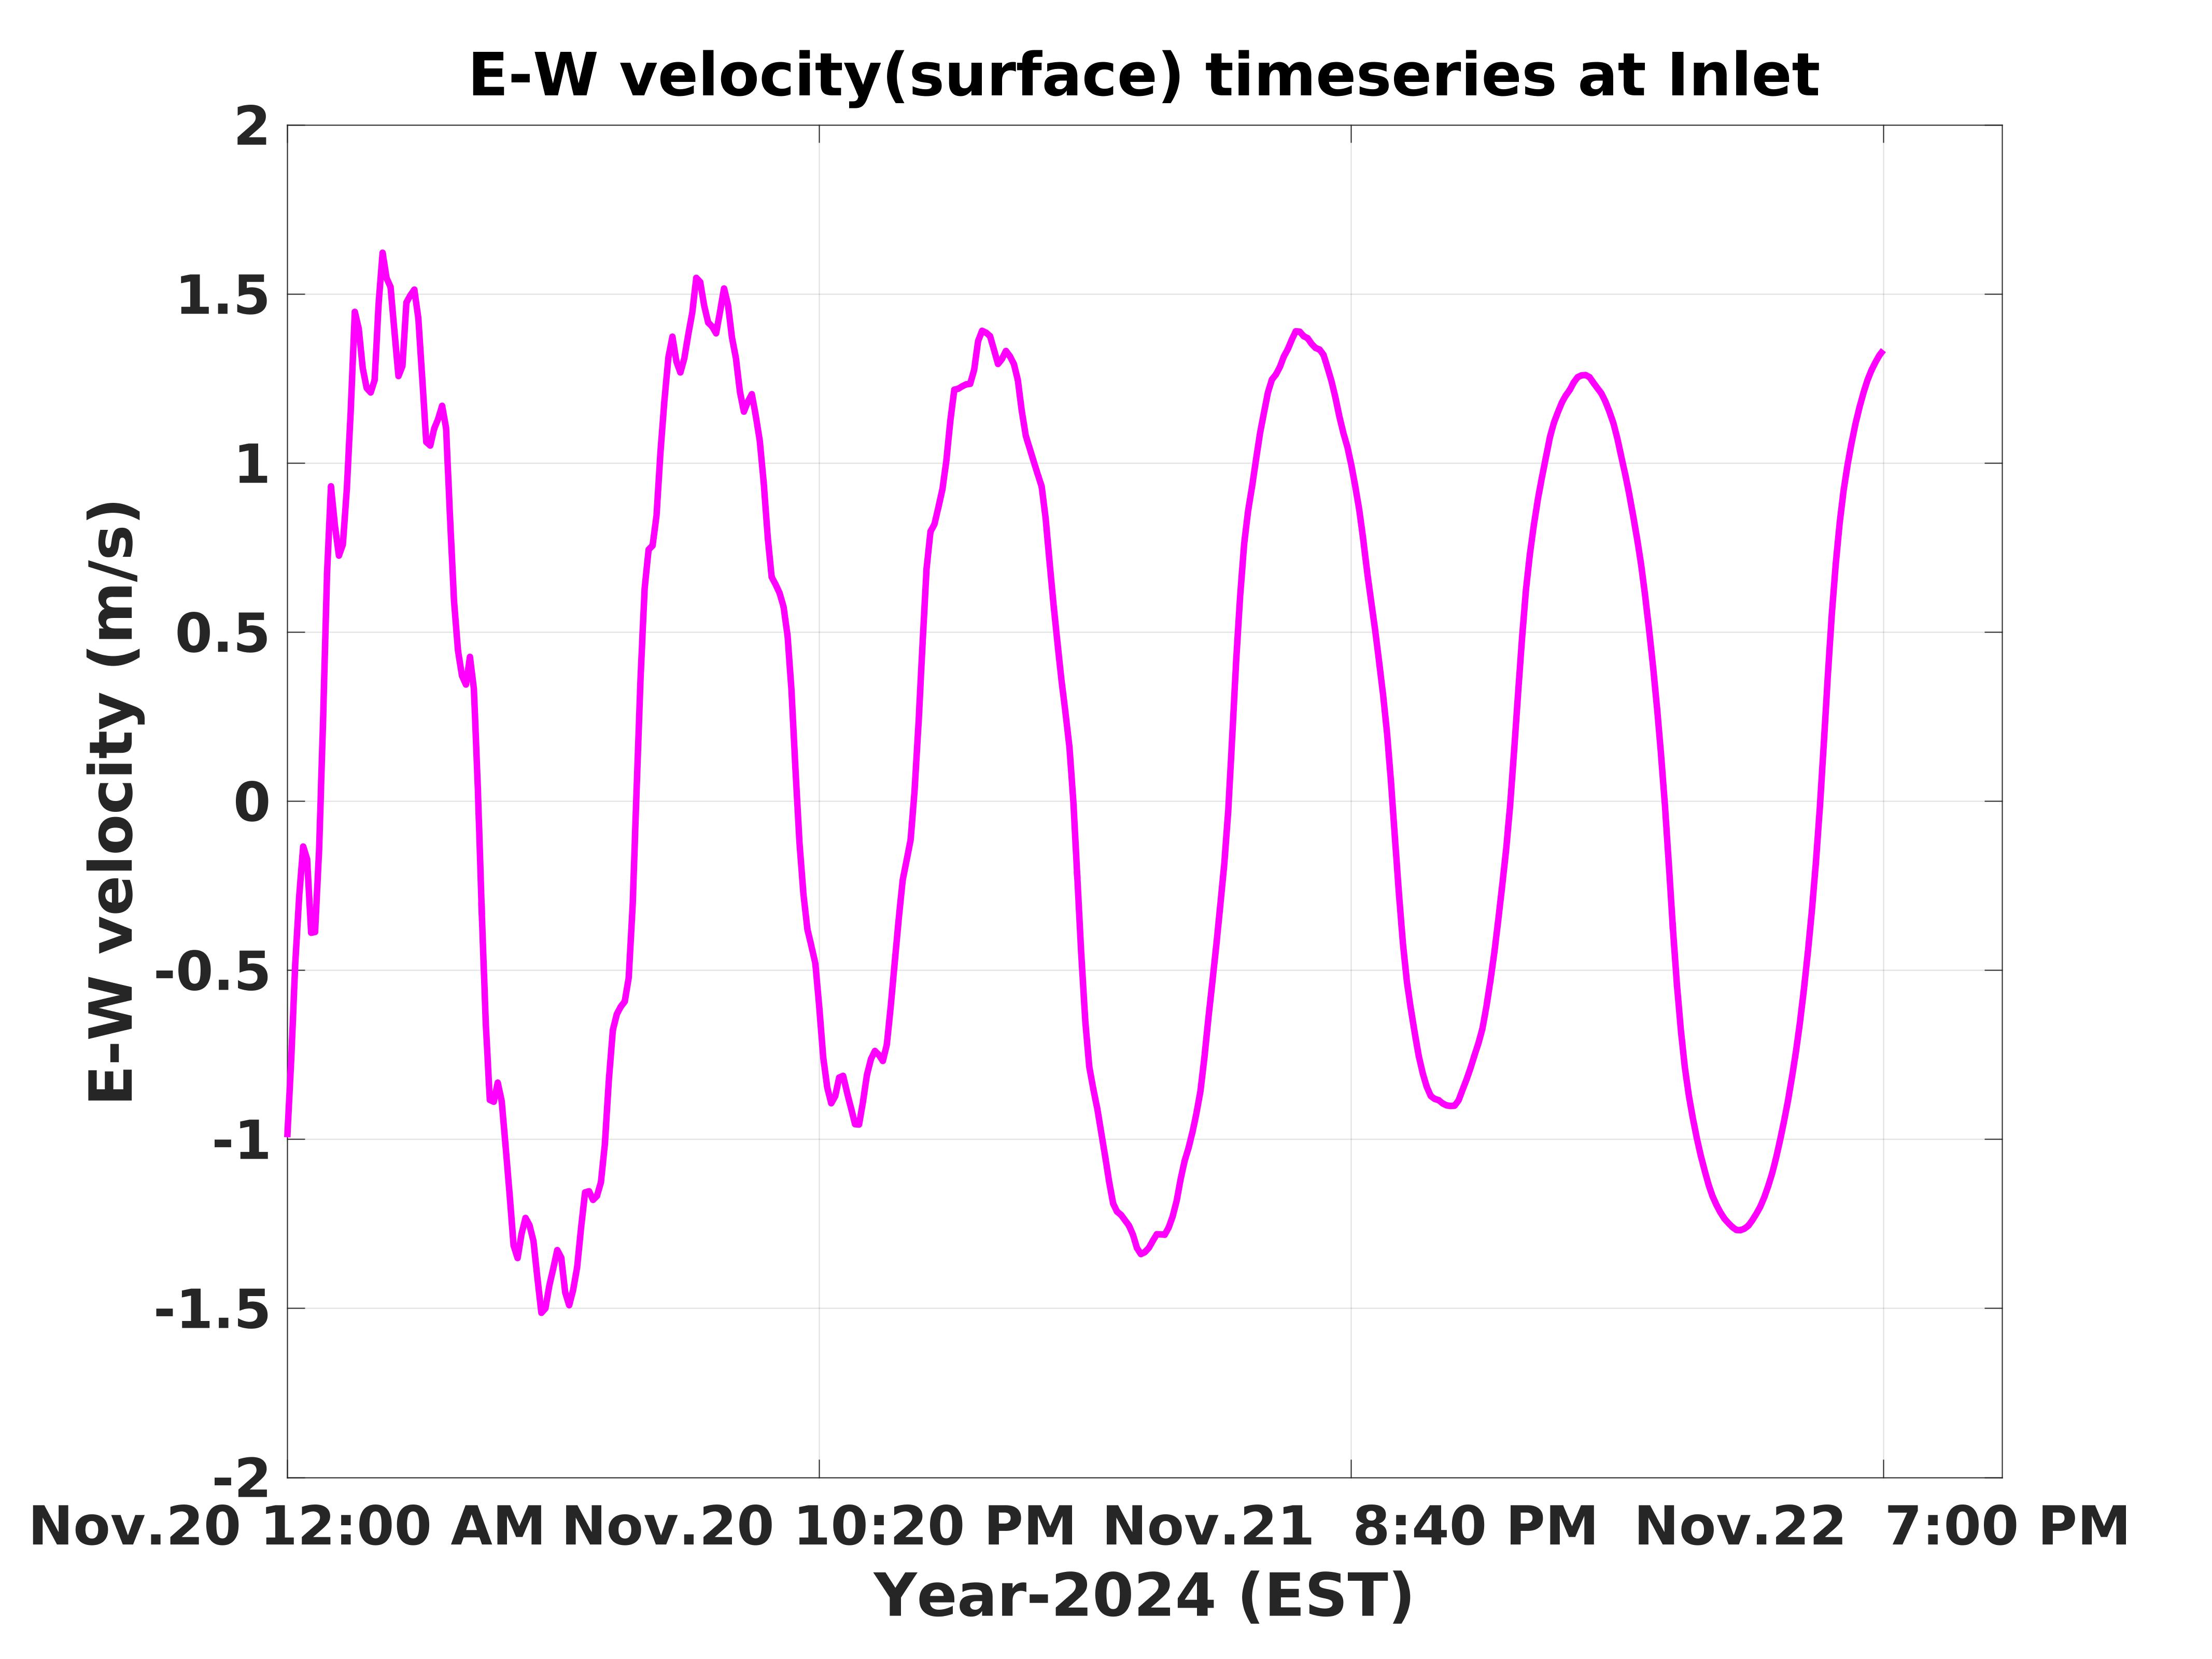 E-W velocity(surface) timeseries at Inlet
E-W velocity (m/s)
2
1.5
1
0.5
0
-0.5
-1
-1.5
-2
Nov.20 12:00 AM Nov.20 10:20 PM Nov.21 8:40 PM Nov.22 7:00 PM
Year-2024 (EST)